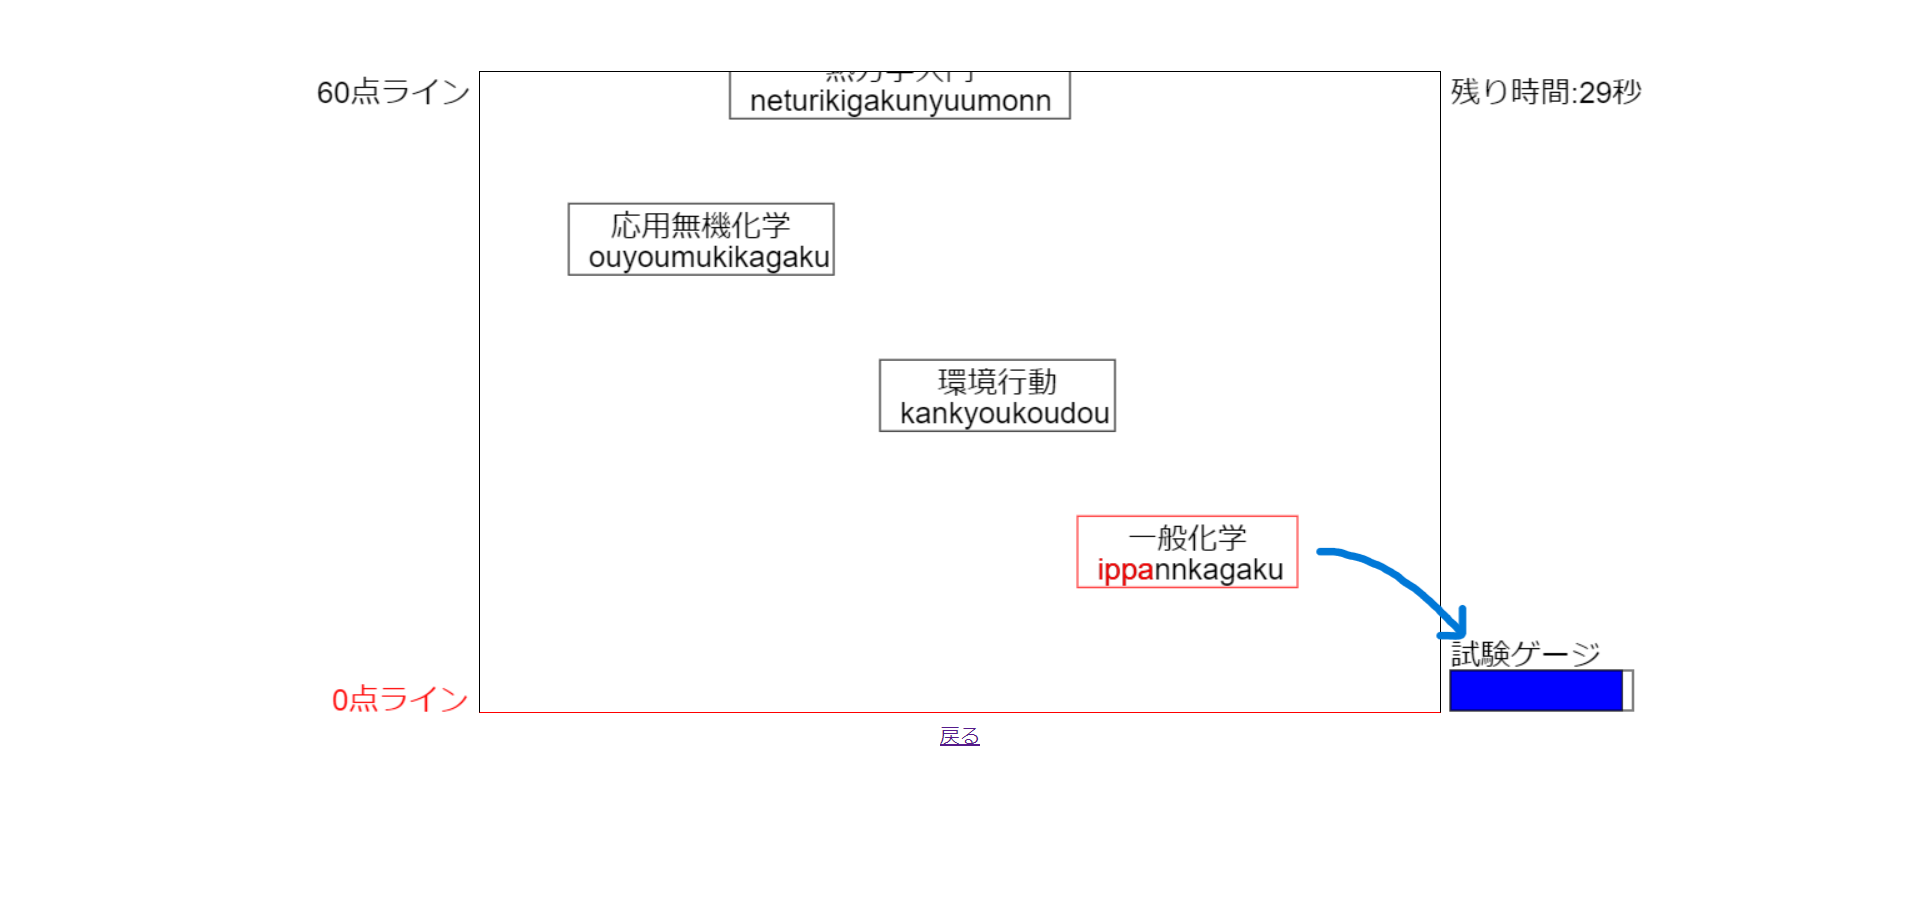 60点ライン
残り時間:29秒
neturikigakunyuumonn
応用無機化学
ouyoumukikagaku
環境行動
kankyoukoudou
一般化学
ippannkagaku
試験ゲージ
0点ライン
戻る